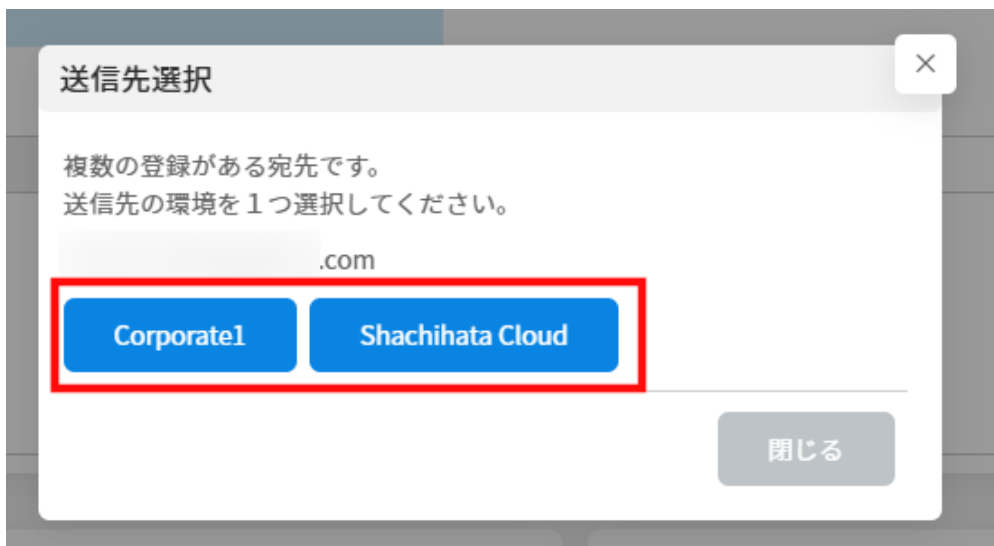 送信先選択
×
複数の登録がある宛先です。
送信先の環境を１つ選択してください。
.com
Corporate1
Shachihata Cloud
閉じる